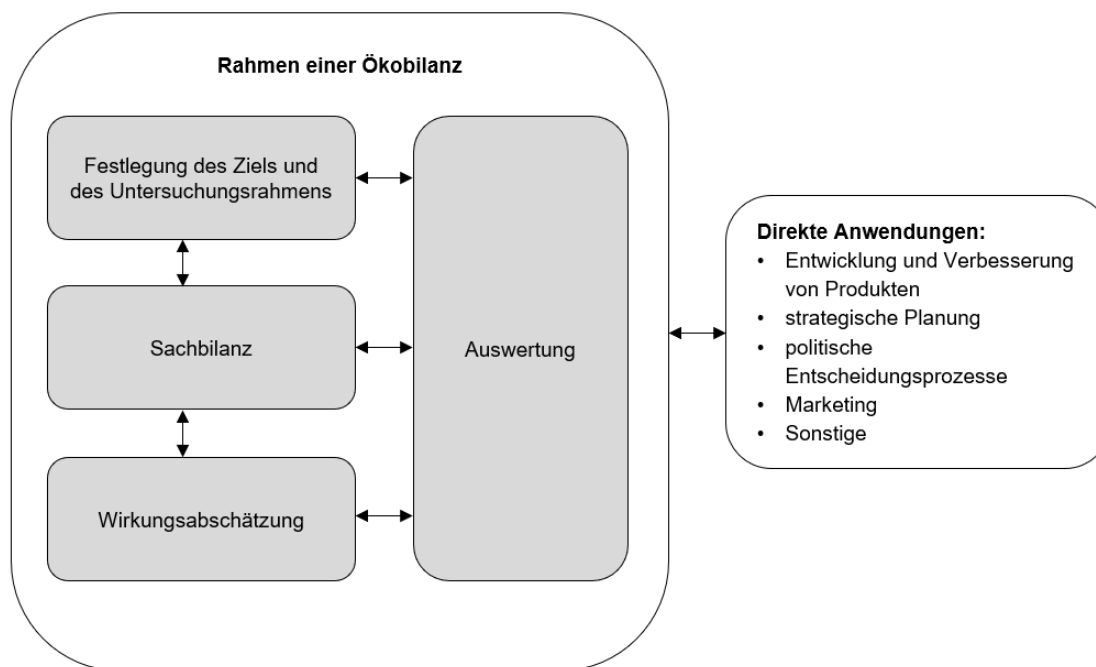 Rahmen einer Ökobilanz
Festlegung des Ziels und
des Untersuchungsrahmens
Sachbilanz
Wirkungsabschätzung
Auswertung
Direkte Anwendungen:
• Entwicklung und Verbesserung
von Produkten
• strategische Planung
• politische
Entscheidungsprozesse
• Marketing
• Sonstige